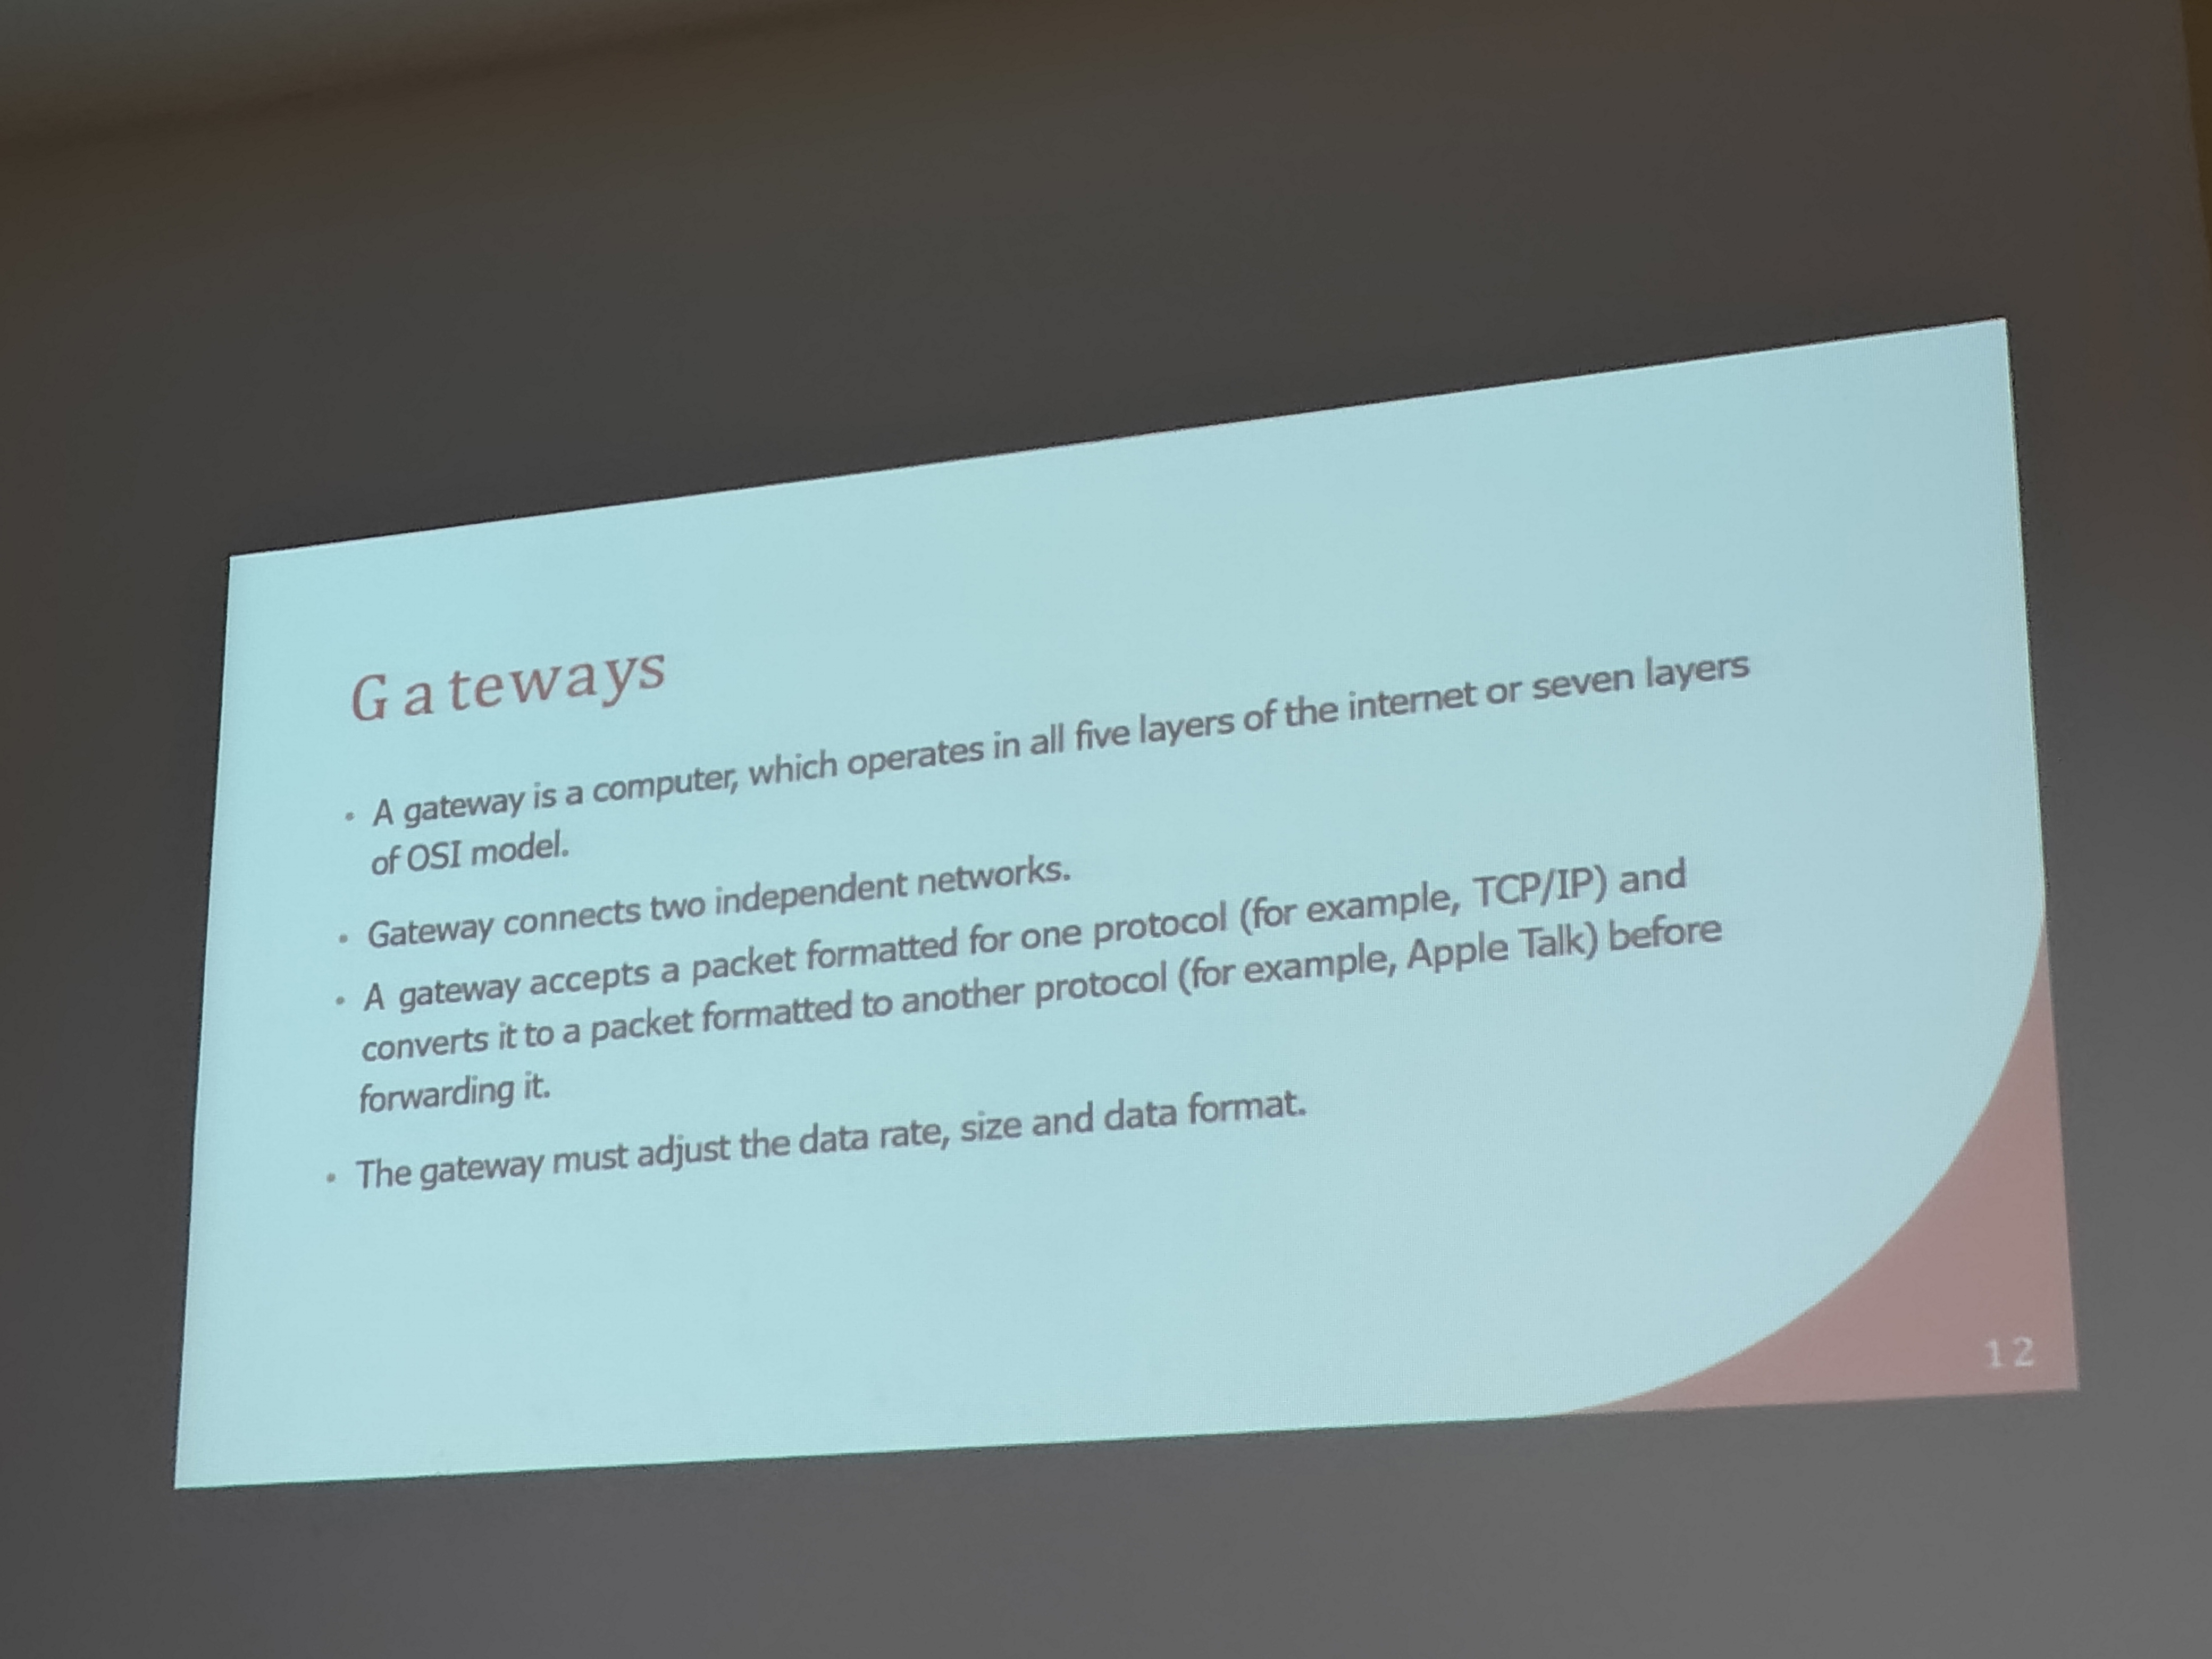 Gateways
• A gateway is a computer, which operates in all five layers of the internet or seven layers
of OSI model.
• Gateway connects two independent networks.
• A gateway accepts a packet formatted for one protocol (for example, TCP/IP) and
converts it to a packet formatted to another protocol (for example, Apple Talk) before
forwarding it.
• The gateway must adjust the data rate, size and data format.
12